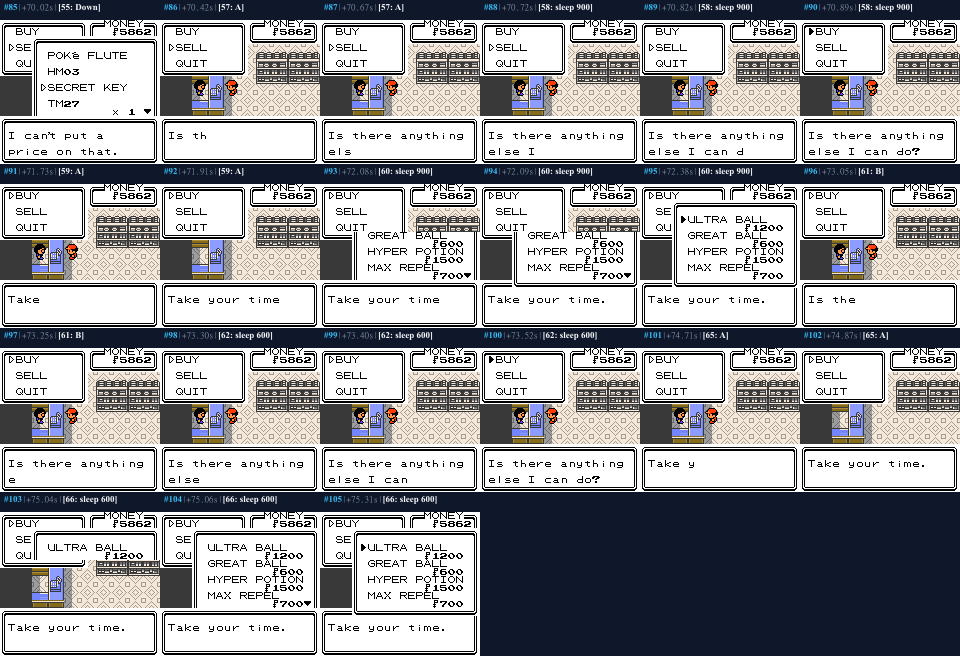 #85 | +70.02s | [55: Down]
BUY
MONEY
₽5862
SE
QU
POKé FLUTE
HM03
▷SECRET KEY
TM27
× 1 ▼
I can't put a
price on that.
#86 | +70.42s | [57: A]
BUY
MONEY
₽5862
▷SELL
QUIT
Is th
#87 | +70.67s | [57: A]
BUY
MONEY
₽5862
▷SELL
QUIT
Is there anything
els
#88 | +70.72s | [58: sleep 900]
BUY
MONEY
₽5862
▷SELL
QUIT
Is there anything
else I
#89 | +70.82s | [58: sleep 900]
BUY
MONEY
₽5862
▷SELL
QUIT
Is there anything
else I can d
#90 | +70.89s | [58: sleep 900]
▶BUY
MONEY
₽5862
SELL
QUIT
Is there anything
else I can do?
#91 | +71.73s | [59: A]
▷BUY
MONEY
₽5862
SELL
QUIT
Take
#92 | +71.91s | [59: A]
▷BUY
MONEY
₽5862
SELL
QUIT
Take your time
#93 | +72.08s | [60: sleep 900]
▷BUY
MONEY
₽5862
SELL
QUIT
GREAT BALL
₽600
HYPER POTION
₽1500
MAX REPEL
₽700▼
Take your time
#94 | +72.09s | [60: sleep 900]
▷BUY
MONEY
₽5862
SELL
QUIT
GREAT BALL
₽600
HYPER POTION
₽1500
MAX REPEL
₽700▼
Take your time.
#95 | +72.38s | [60: sleep 900]
▷BUY
MONEY
₽5862
SE
QU
▶ULTRA BALL
₽1200
GREAT BALL
₽600
HYPER POTION
₽1500
MAX REPEL
₽700
Take your time.
#96 | +73.05s | [61: B]
▷BUY
MONEY
₽5862
SELL
QUIT
Is the
#97 | +73.25s | [61: B]
▷BUY
MONEY
₽5862
SELL
QUIT
Is there anything
e
#98 | +73.30s | [62: sleep 600]
▷BUY
MONEY
₽5862
SELL
QUIT
Is there anything
else
#99 | +73.40s | [62: sleep 600]
▷BUY
MONEY
₽5862
SELL
QUIT
Is there anything
else I can
#100 | +73.52s | [62: sleep 600]
▶BUY
MONEY
₽5862
SELL
QUIT
Is there anything
else I can do?
#101 | +74.71s | [65: A]
▷BUY
MONEY
₽5862
SELL
QUIT
Take y
#102 | +74.87s | [65: A]
▷BUY
MONEY
₽5862
SELL
QUIT
Take your time.
#103 | +75.04s | [66: sleep 600]
▷BUY
MONEY
₽5862
SE
QU
ULTRA BALL
₽1200
Take your time.
#104 | +75.06s | [66: sleep 600]
▷BUY
MONEY
₽5862
SE
QU
ULTRA BALL
₽1200
GREAT BALL
₽600
HYPER POTION
₽1500
MAX REPEL
₽700▼
Take your time.
#105 | +75.31s | [66: sleep 600]
▷BUY
MONEY
₽5862
SE
QU
▶ULTRA BALL
₽1200
GREAT BALL
₽600
HYPER POTION
₽1500
MAX REPEL
₽700
Take your time.